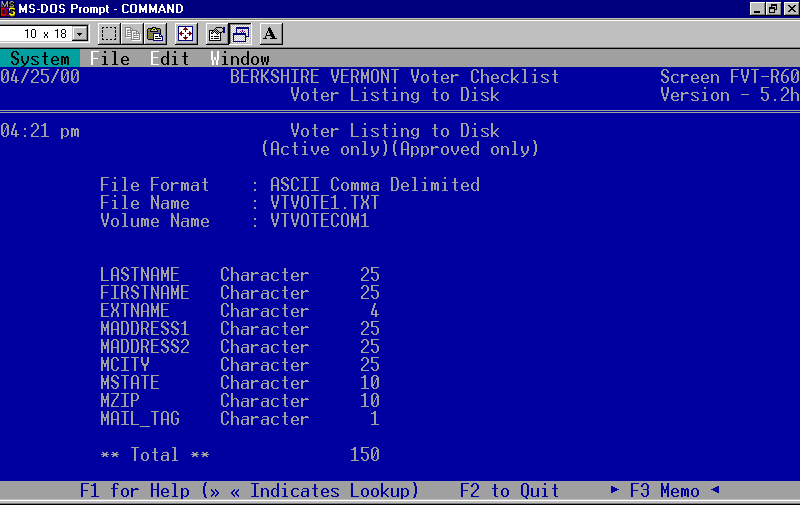 MS-DOS Prompt - COMMAND
10 x 18 A
System File Edit Window
04/25/00 BERKSHIRE VERMONT Voter Checklist Screen FVT-R60
Voter Listing to Disk Version - 5.2h
04:21 pm Voter Listing to Disk
(Active only)(Approved only)
File Format : ASCII Comma Delimited
File Name : VTVOTE1.TXT
Volume Name : VTVOTECOM1
LASTNAME Character 25
FIRSTNAME Character 25
EXTNAME Character 4
MADDRESS1 Character 25
MADDRESS2 Character 25
MCITY Character 25
MSTATE Character 10
MZIP Character 10
MAIL_TAG Character 1
** Total ** 150
F1 for Help (» « Indicates Lookup) F2 to Quit ► F3 Memo ◄